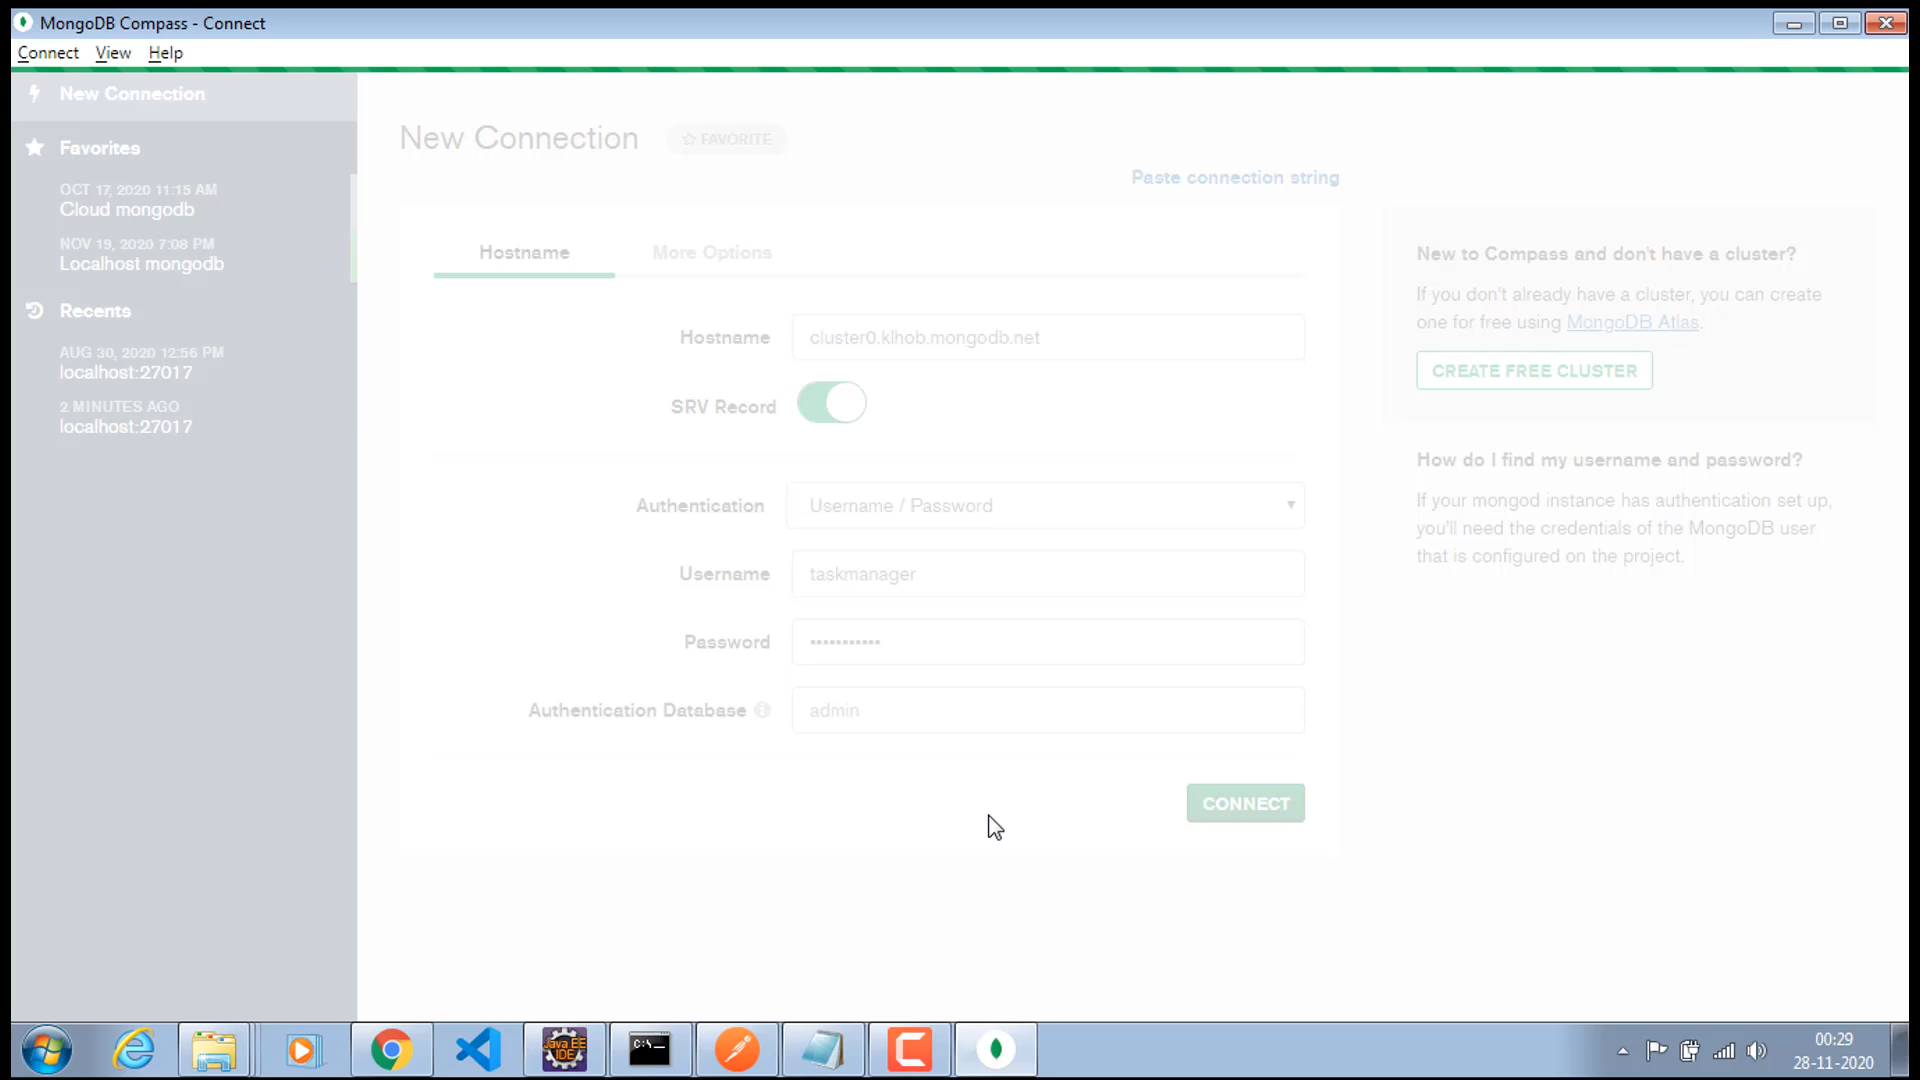 MongoDB Compass - Connect
Connect View Help
New Connection
Favorites
OCT 17, 2020 11:15 AM
Cloud mongodb
NOV 19, 2020 7:08 PM
Localhost mongodb
Recents
AUG 30, 2020 12:56 PM
localhost:27017
2 MINUTES AGO
localhost:27017
New Connection
FAVORITE
Paste connection string
Hostname
More Options
Hostname
cluster0.klhob.mongodb.net
SRV Record
Authentication
Username / Password
Username
taskmanager
Password
•••••••••••
Authentication Database
admin
CONNECT
New to Compass and don't have a cluster?
If you don't already have a cluster, you can create
one for free using MongoDB Atlas.
CREATE FREE CLUSTER
How do I find my username and password?
If your mongod instance has authentication set up,
you'll need the credentials of the MongoDB user
that is configured on the project.
Java EE
IDE
C:\-
00:29
28-11-2020